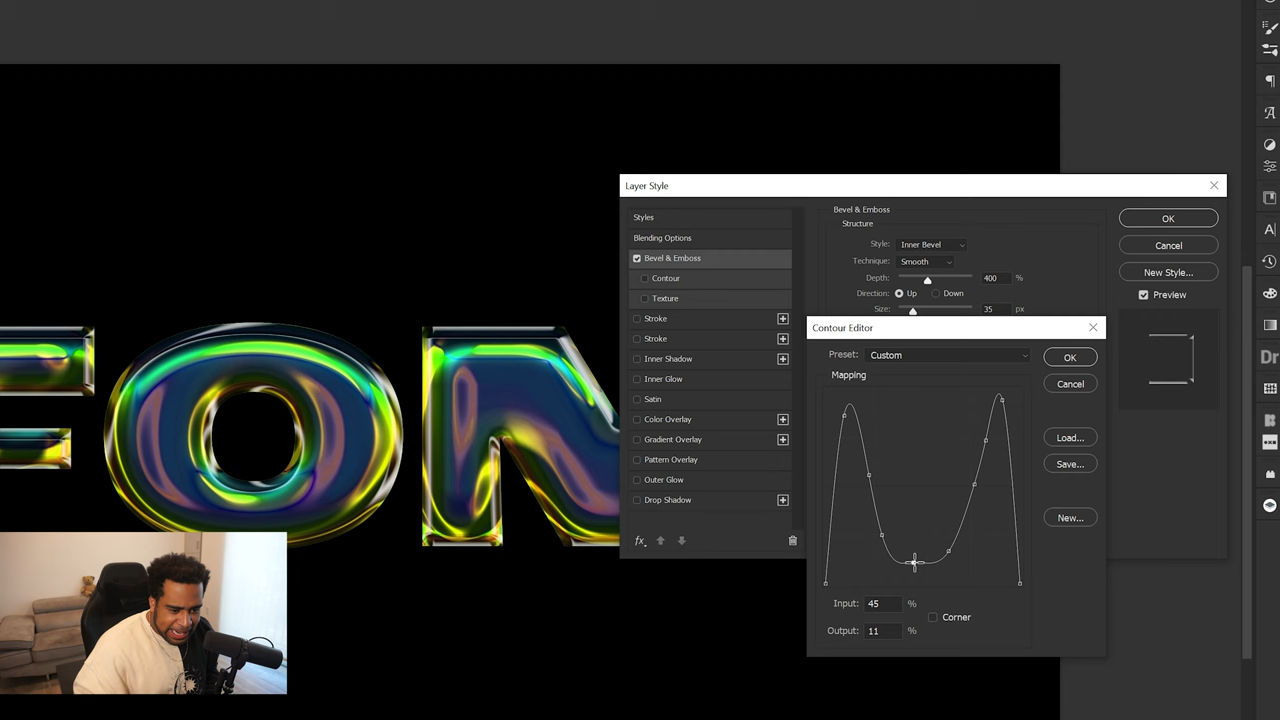 FON
Layer Style
Styles
Blending Options
Bevel & Emboss
Contour
Texture
Stroke
Stroke
Inner Shadow
Inner Glow
Satin
Color Overlay
Gradient Overlay
Pattern Overlay
Outer Glow
Drop Shadow
fx
Bevel & Emboss
Structure
Style: Inner Bevel
Technique: Smooth
Depth: 400 %
Direction: Up Down
Size: 35 px
OK
Cancel
New Style...
Preview
Contour Editor
Preset: Custom
OK
Mapping
Cancel
Load...
Save...
New...
Input: 45 %
Corner
Output: 11 %
A
A
Dr